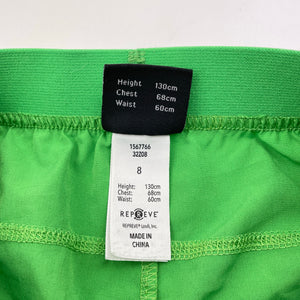 Height 130cm
Chest 68cm
Waist 60cm
1567766
32208
8
Height: 130cm
Chest: 68cm
Waist: 60cm
REPREVE
REPREVE Unifi, Inc.
MADE IN
CHINA